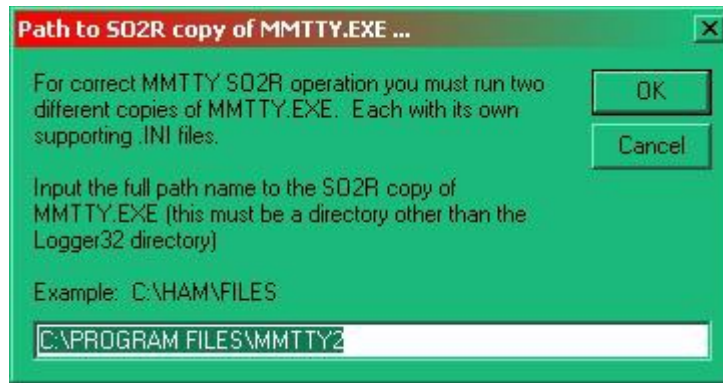 Path to SO2R copy of MMTTY.EXE ...
For correct MMTTY SO2R operation you must run two
different copies of MMTTY.EXE.  Each with its own
supporting .INI files.
OK
Cancel
Input the full path name to the SO2R copy of
MMTTY.EXE (this must be a directory other than the
Logger32 directory)
Example:  C:\HAM\FILES
C:\PROGRAM FILES\MMTTY2